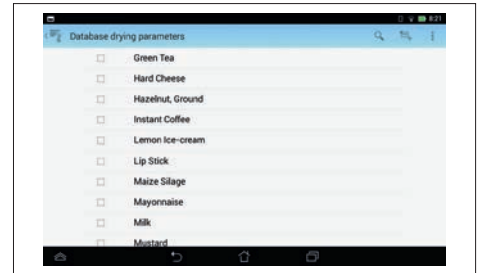 8:21
Database drying parameters
Green Tea
Hard Cheese
Hazelnut, Ground
Instant Coffee
Lemon Ice-cream
Lip Stick
Maize Silage
Mayonnaise
Milk
Mustard